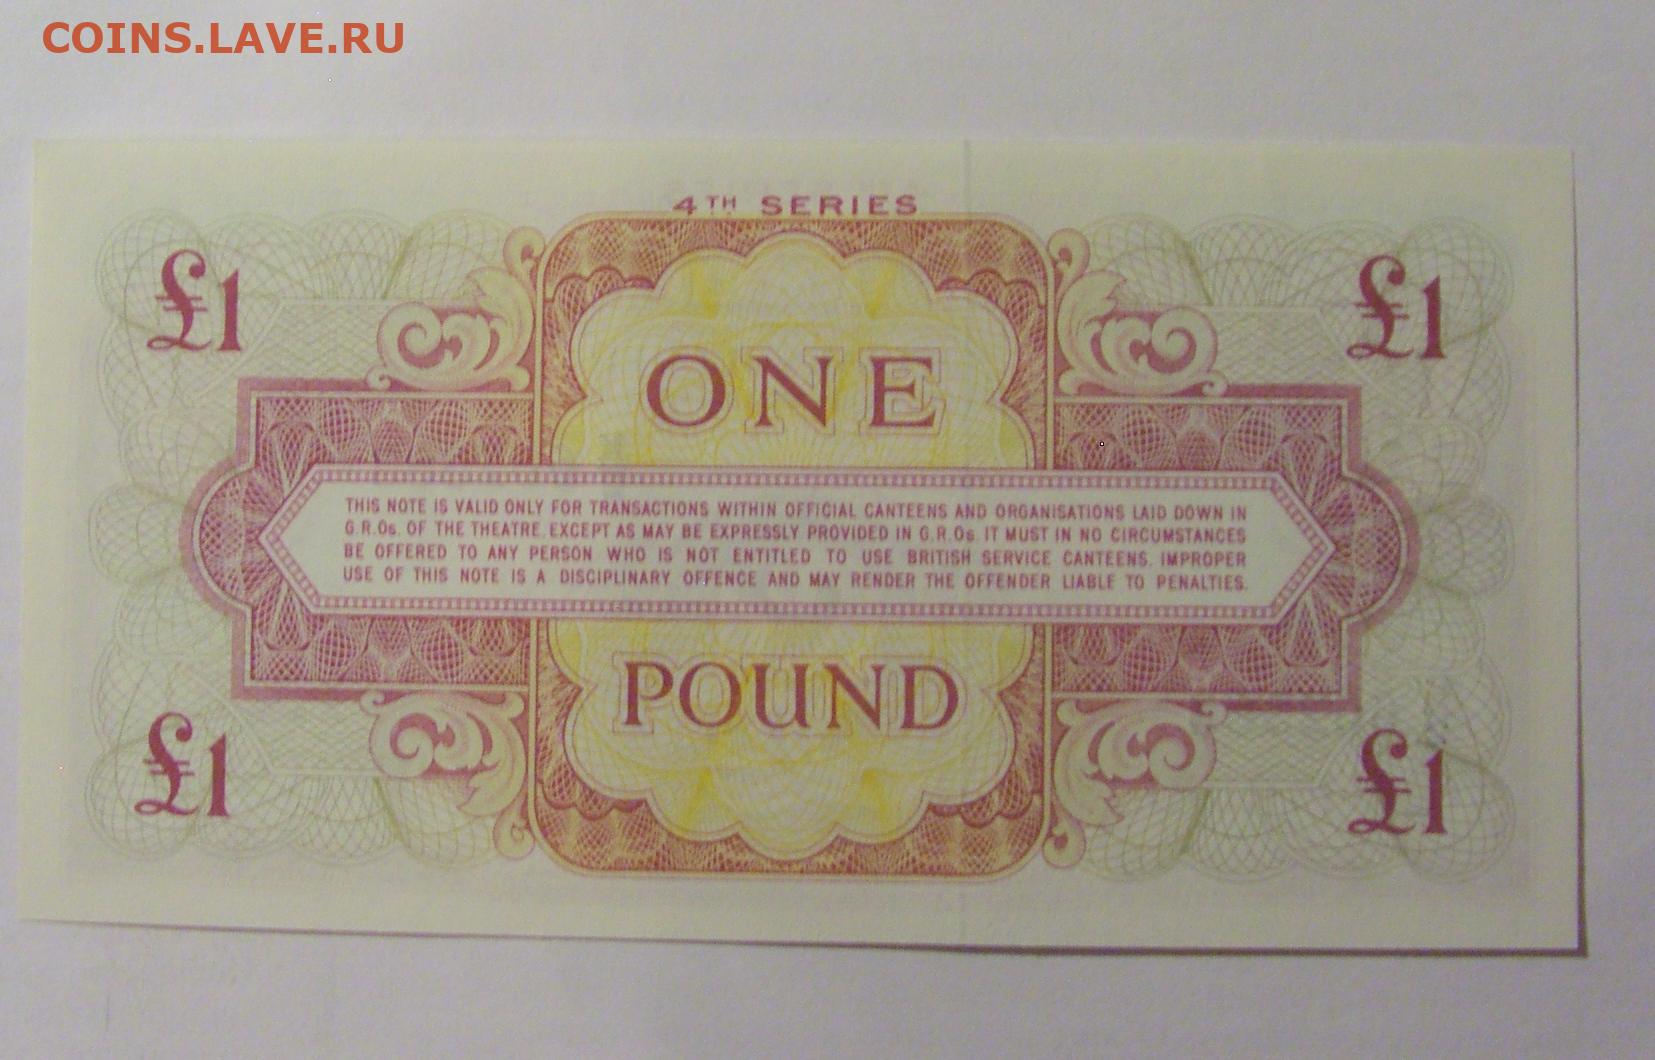 COINS.LAVE.RU
4TH SERIES
£1
£1
ONE
THIS NOTE IS VALID ONLY FOR TRANSACTIONS WITHIN OFFICIAL CANTEENS AND ORGANISATIONS LAID DOWN IN
G.R.Os. OF THE THEATRE. EXCEPT AS MAY BE EXPRESSLY PROVIDED IN G.R.Os. IT MUST IN NO CIRCUMSTANCES
BE OFFERED TO ANY PERSON WHO IS NOT ENTITLED TO USE BRITISH SERVICE CANTEENS. IMPROPER
USE OF THIS NOTE IS A DISCIPLINARY OFFENCE AND MAY RENDER THE OFFENDER LIABLE TO PENALTIES.
POUND
£1
£1